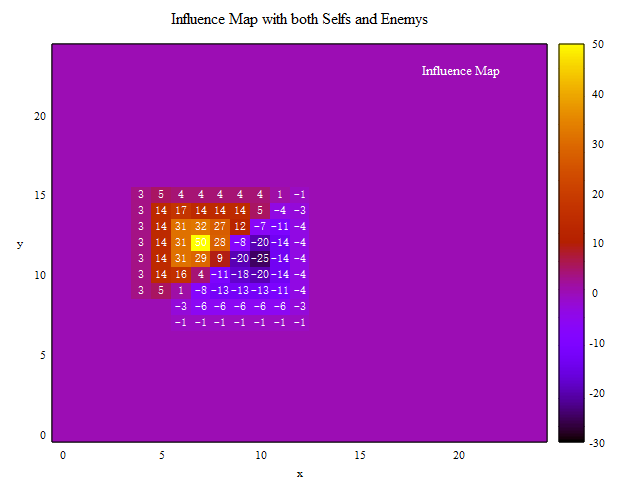 Influence Map with both Selfs and Enemys
Influence Map
50
40
30
20
10
0
-10
-20
-30
20
15
10
5
0
y
3 5 4 4 4 4 4 1 -1
3 14 17 14 14 14 5 -4 -3
3 14 31 32 27 12 -7 -11 -4
3 14 31 28 -8 -20 -14 -4
3 14 31 29 9 -20 -25 -14 -4
3 14 16 4 -11 -18 -20 -14 -4
3 5 1 -8 -13 -13 -13 -11 -4
-3 -6 -6 -6 -6 -6 -3
-1 -1 -1 -1 -1 -1 -1
0 5 10 15 20
x